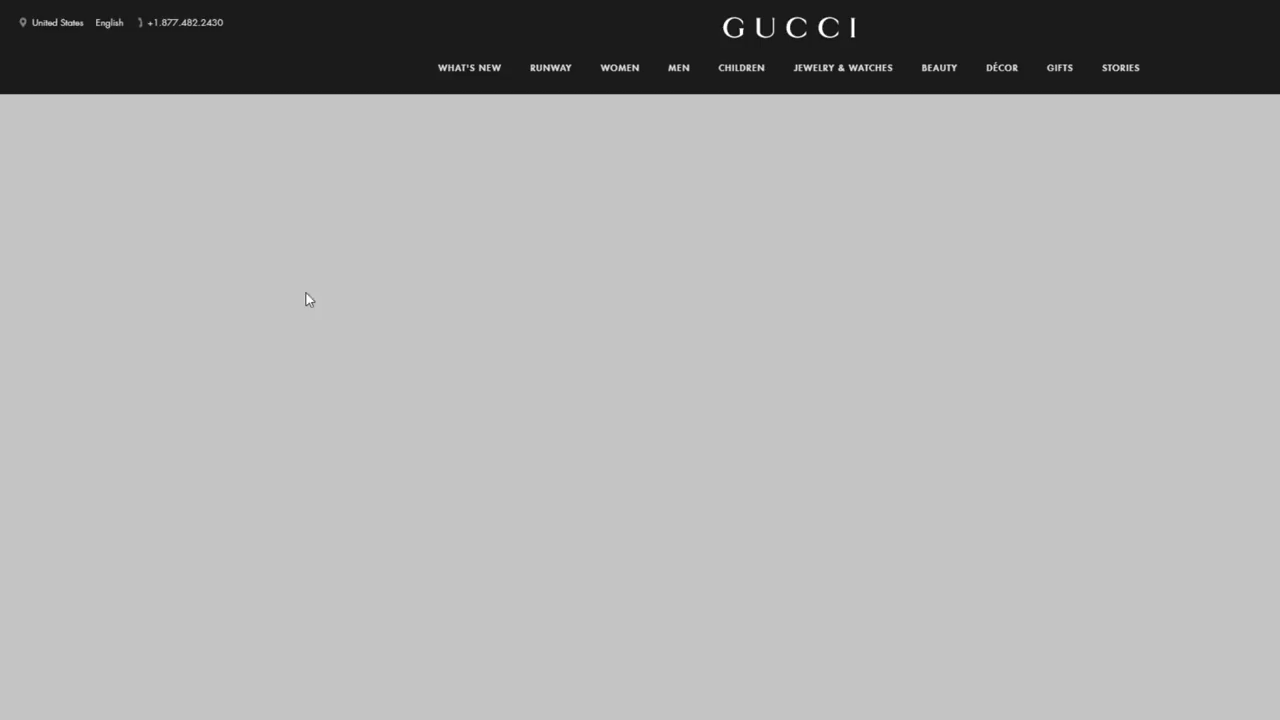 United States English +1.877.482.2430
GUCCI
WHAT'S NEW RUNWAY WOMEN MEN CHILDREN JEWELRY & WATCHES BEAUTY DÉCOR GIFTS STORIES